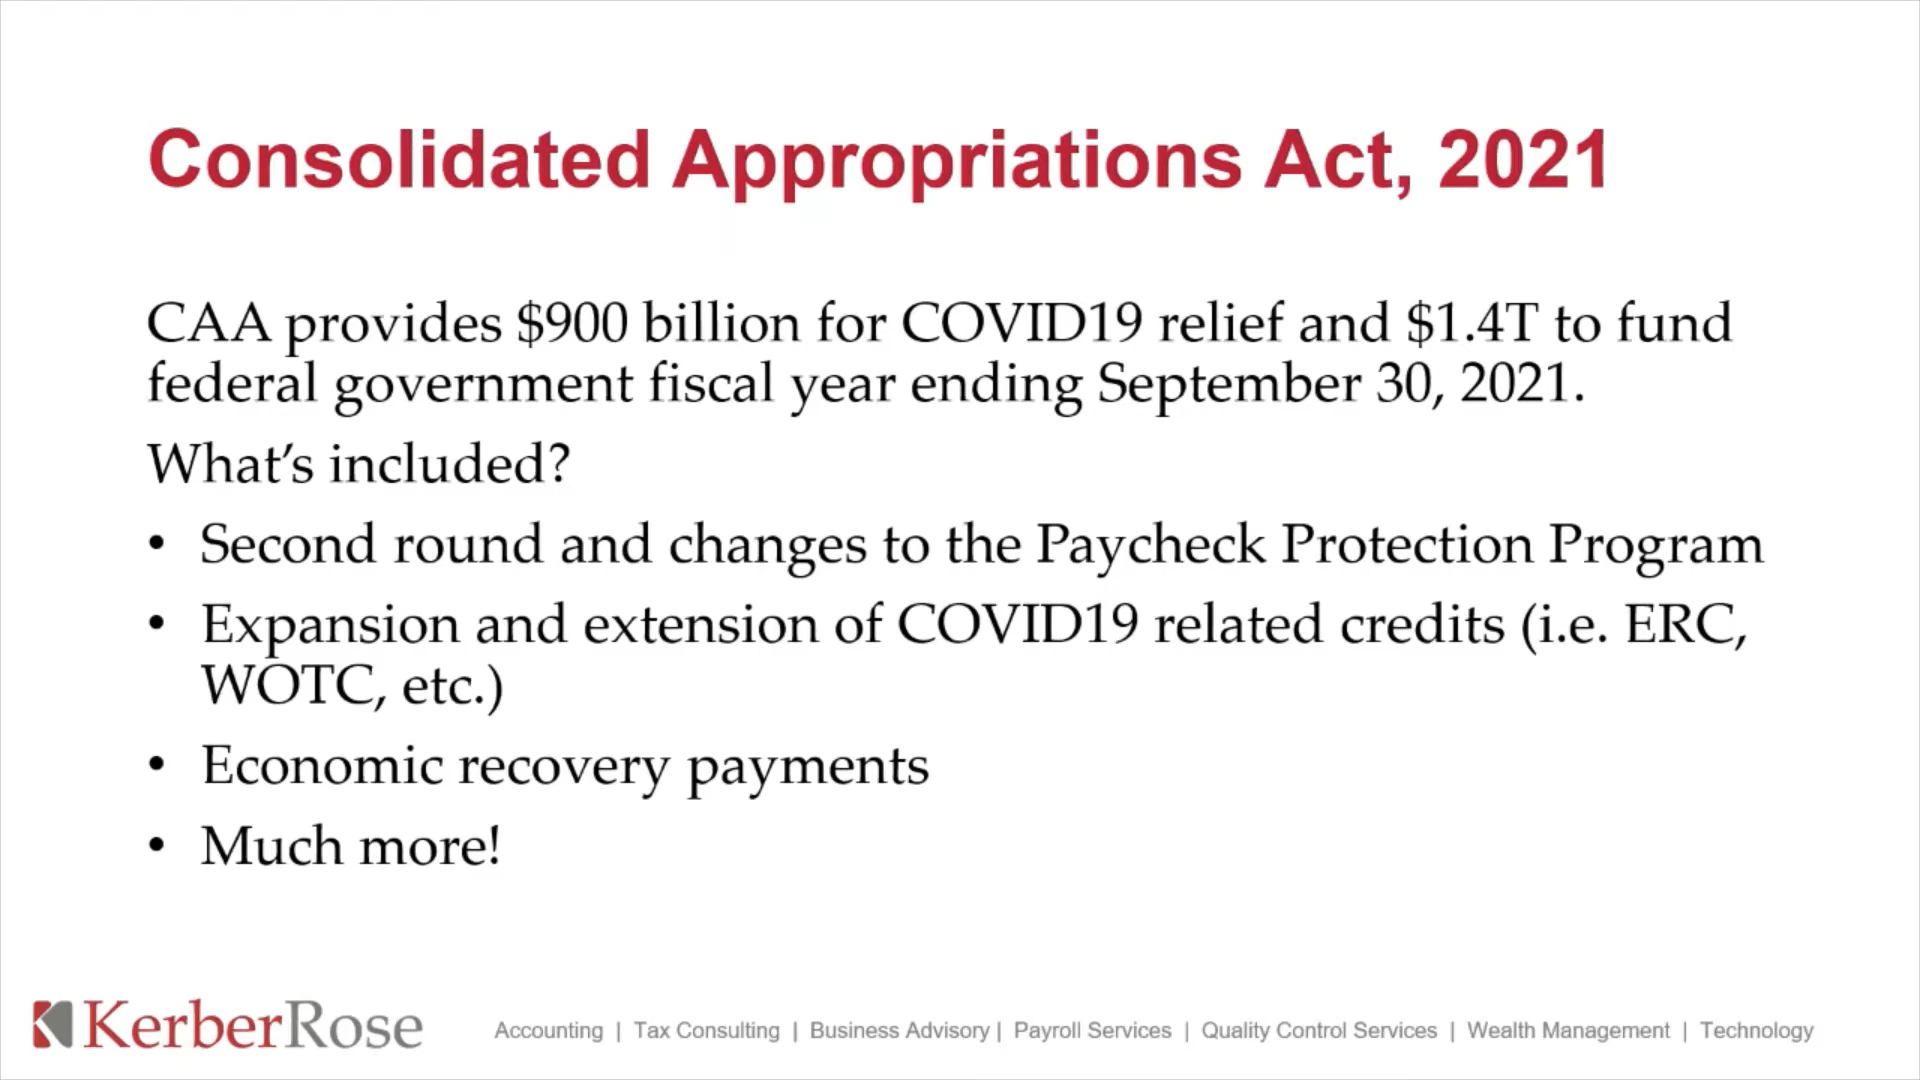 Consolidated Appropriations Act, 2021
CAA provides $900 billion for COVID19 relief and $1.4T to fund
federal government fiscal year ending September 30, 2021.
What's included?
• Second round and changes to the Paycheck Protection Program
• Expansion and extension of COVID19 related credits (i.e. ERC,
WOTC, etc.)
• Economic recovery payments
• Much more!
KerberRose
Accounting | Tax Consulting | Business Advisory | Payroll Services | Quality Control Services | Wealth Management | Technology